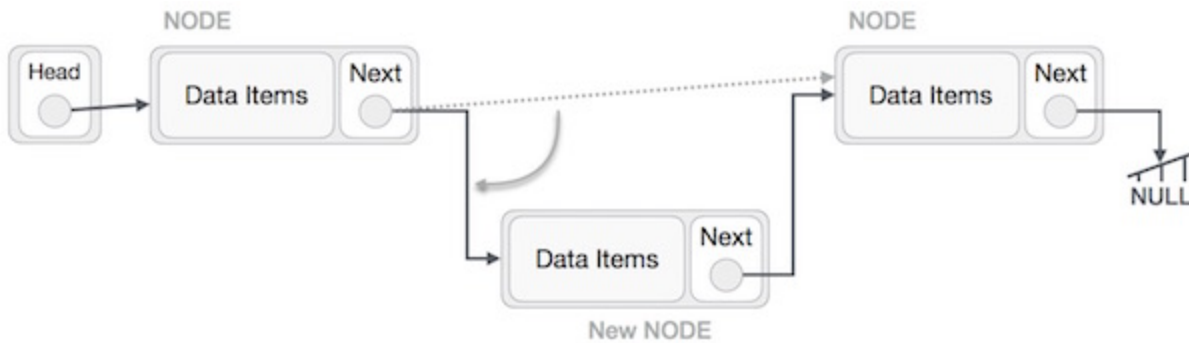 NODE
NODE
Head
Data Items
Next
Data Items
Next
NULL
Data Items
Next
New NODE